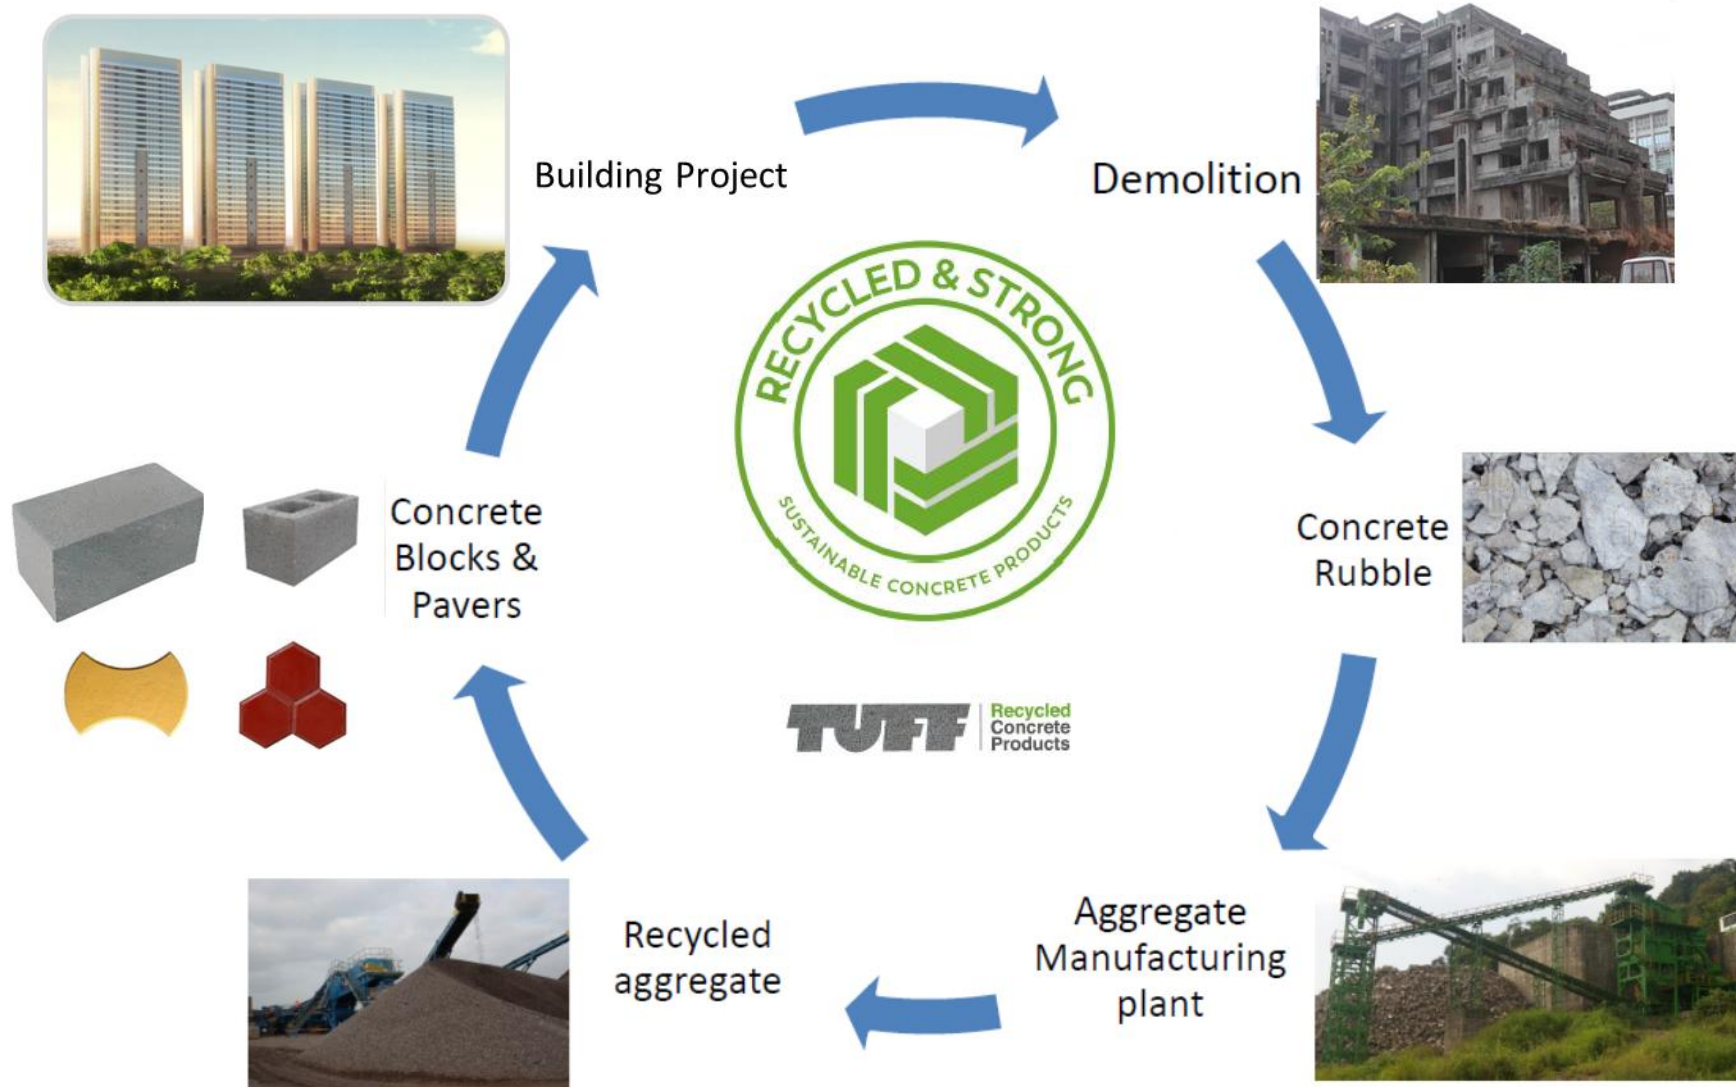 Building Project
Demolition
RECYCLED & STRONG
SUSTAINABLE CONCRETE PRODUCTS
Concrete
Blocks &
Pavers
Concrete
Rubble
TUFF
Recycled
Concrete
Products
Recycled
aggregate
Aggregate
Manufacturing
plant